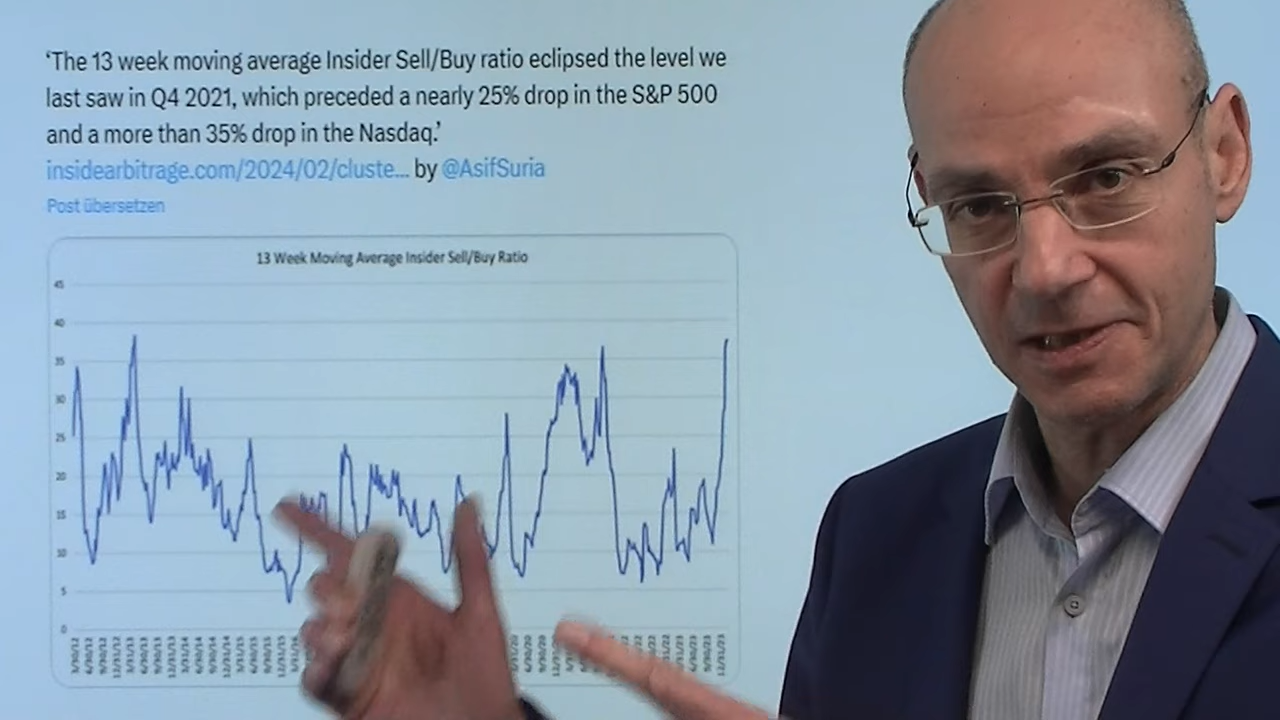 ‘The 13 week moving average Insider Sell/Buy ratio eclipsed the level we
last saw in Q4 2021, which preceded a nearly 25% drop in the S&P 500
and a more than 35% drop in the Nasdaq.’
insidearbitrage.com/2024/02/cluste... by @AsifSuria
Post übersetzen
13 Week Moving Average Insider Sell/Buy Ratio
45
40
35
30
25
20
15
10
5
0